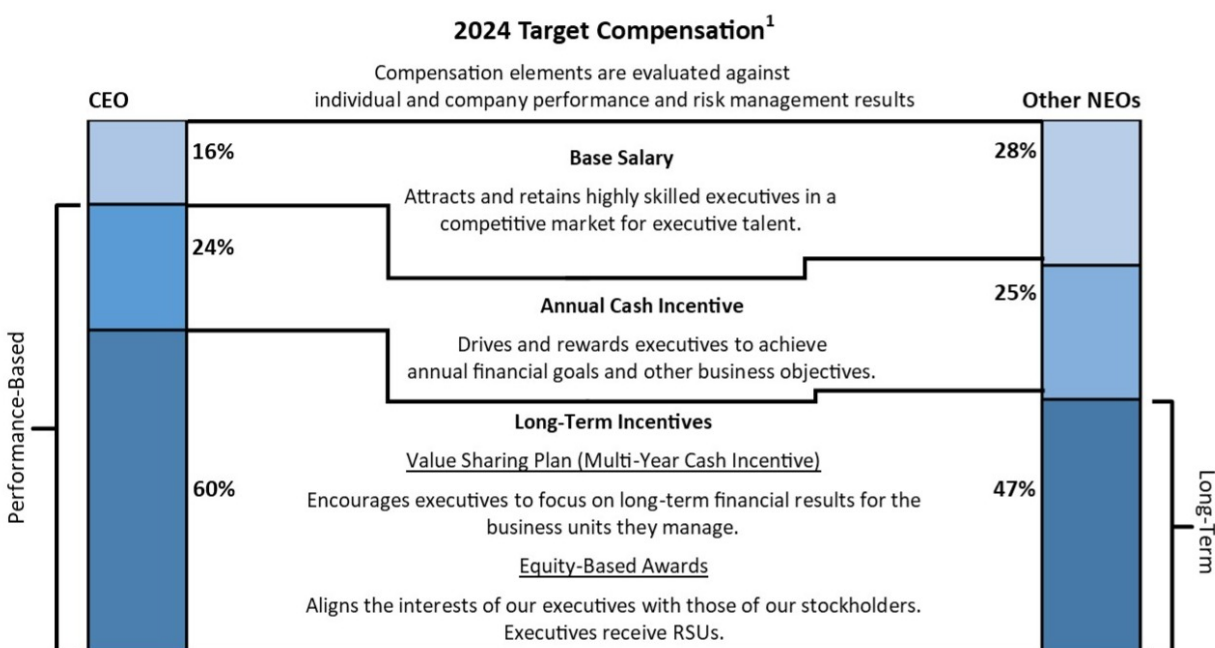 2024 Target Compensation1
Compensation elements are evaluated against
individual and company performance and risk management results
CEO
Other NEOs
16%
Base Salary
28%
Attracts and retains highly skilled executives in a
competitive market for executive talent.
24%
Annual Cash Incentive
25%
Drives and rewards executives to achieve
annual financial goals and other business objectives.
Performance-Based
Long-Term Incentives
Value Sharing Plan (Multi-Year Cash Incentive)
60%
47%
Encourages executives to focus on long-term financial results for the
business units they manage.
Long-Term
Equity-Based Awards
Aligns the interests of our executives with those of our stockholders.
Executives receive RSUs.